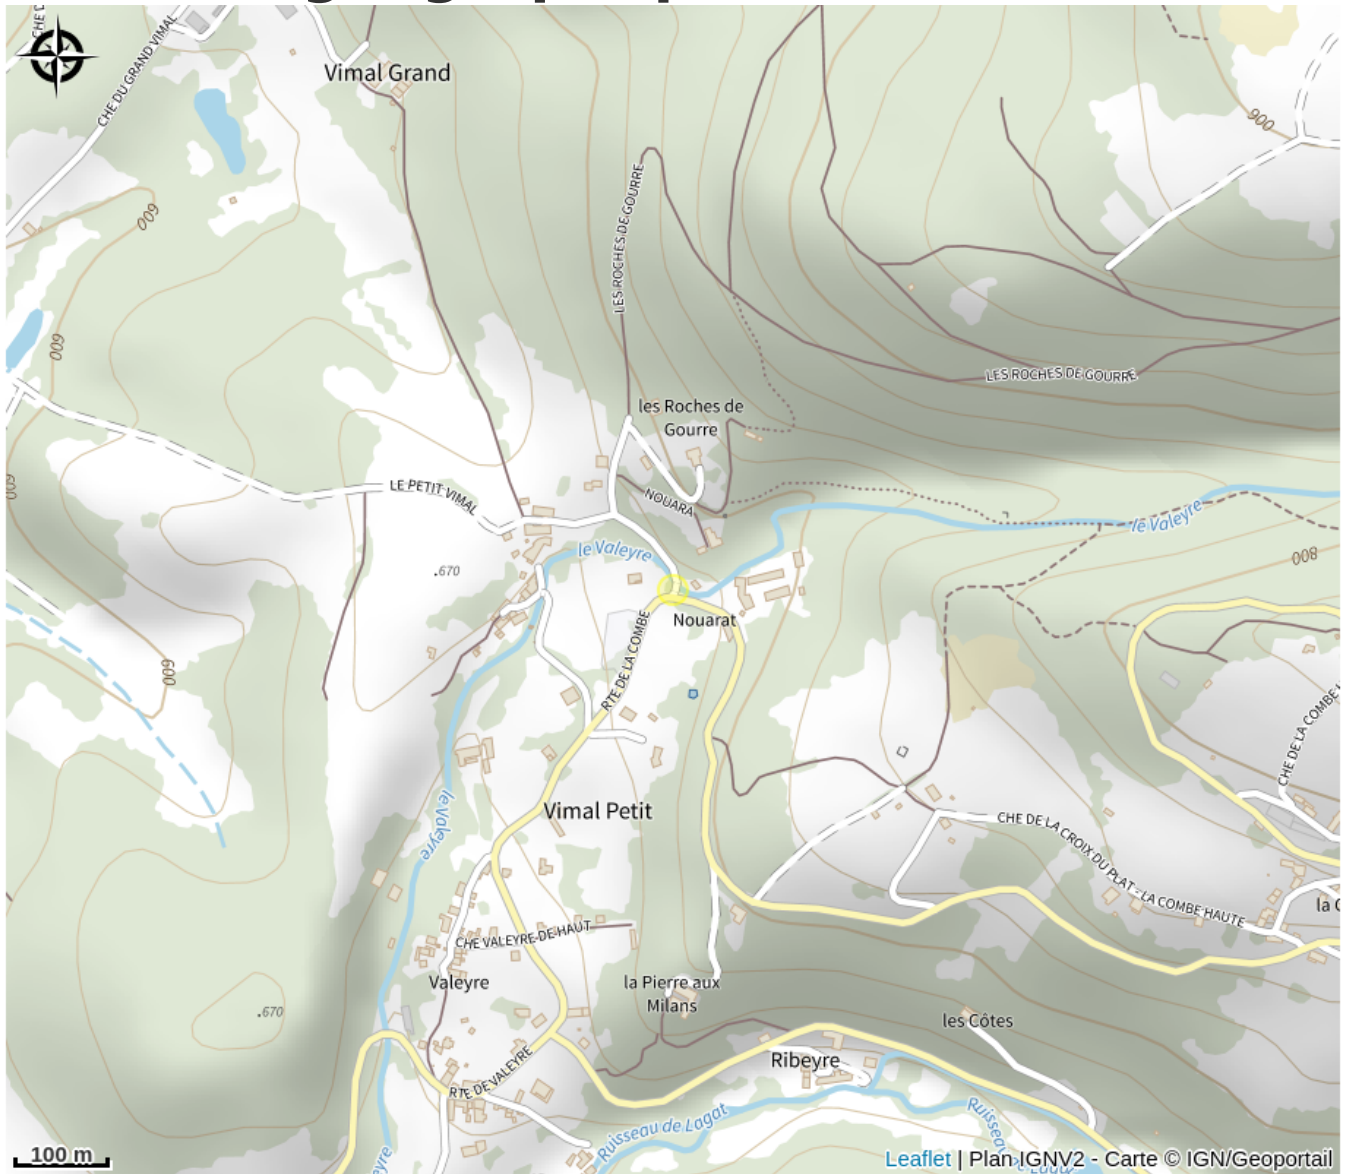 CHE DU GRAND VIMAL
Vimal Grand
900
600
LES ROCHES DE GOURRE
600
LES ROCHES DE GOURRE
les Roches de
Gourre
LE PETIT VIMAL
NOUARA
600
le Valeyre
le Valeyre
800
.670
Nouarat
RTE DE LA COMBE
600
CHE DE LA COMBE
le Valeyre
Vimal Petit
CHE DE LA CROIX DU PLAT - LA COMBE HAUTE
CHE VALEYRE DE HAUT
Valeyre
la Pierre aux
Milans
.670
les Côtes
Ribeyre
RTE DE VALEYRE
Ruisseau de Lagat
100 m
Leaflet | Plan IGNV2 - Carte © IGN/Geoportail